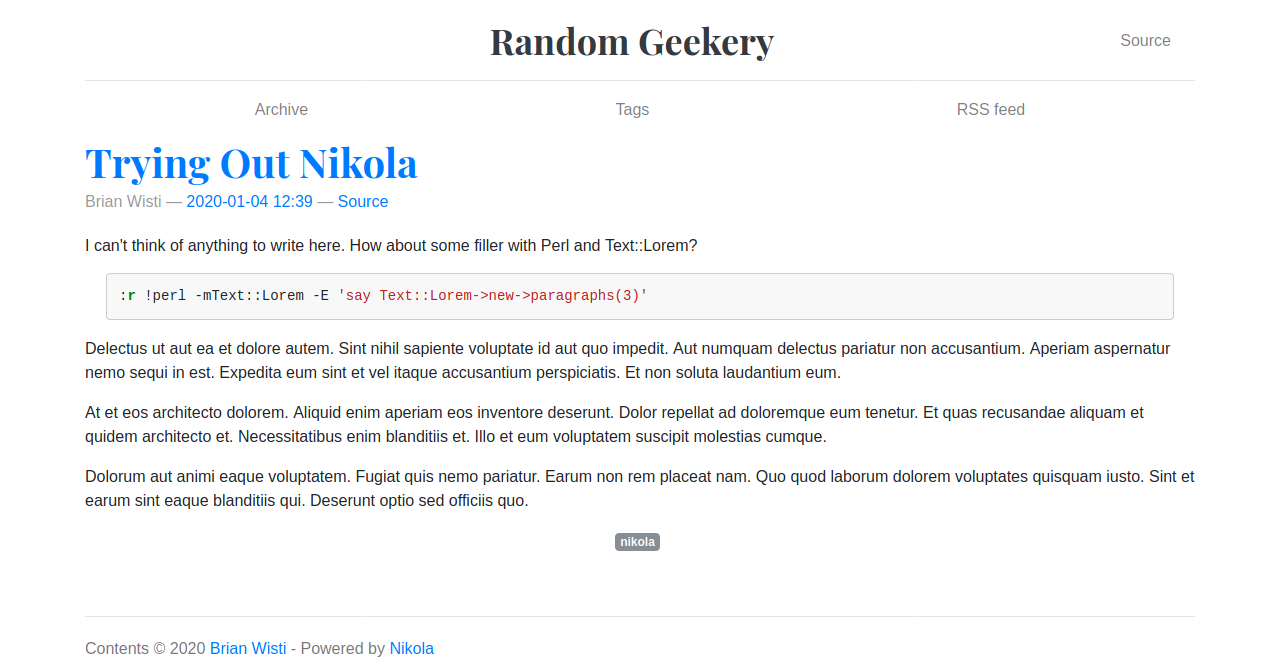 Random Geekery
Source
Archive
Tags
RSS feed
Trying Out Nikola
Brian Wisti — 2020-01-04 12:39 — Source
I can't think of anything to write here. How about some filler with Perl and Text::Lorem?
:r !perl -mText::Lorem -E 'say Text::Lorem->new->paragraphs(3)'
Delectus ut aut ea et dolore autem. Sint nihil sapiente voluptate id aut quo impedit. Aut numquam delectus pariatur non accusantium. Aperiam aspernatur
nemo sequi in est. Expedita eum sint et vel itaque accusantium perspiciatis. Et non soluta laudantium eum.
At et eos architecto dolorem. Aliquid enim aperiam eos inventore deserunt. Dolor repellat ad doloremque eum tenetur. Et quas recusandae aliquam et
quidem architecto et. Necessitatibus enim blanditiis et. Illo et eum voluptatem suscipit molestias cumque.
Dolorum aut animi eaque voluptatem. Fugiat quis nemo pariatur. Earum non rem placeat nam. Quo quod laborum dolorem voluptates quisquam iusto. Sint et
earum sint eaque blanditiis qui. Deserunt optio sed officiis quo.
nikola
Contents © 2020 Brian Wisti - Powered by Nikola